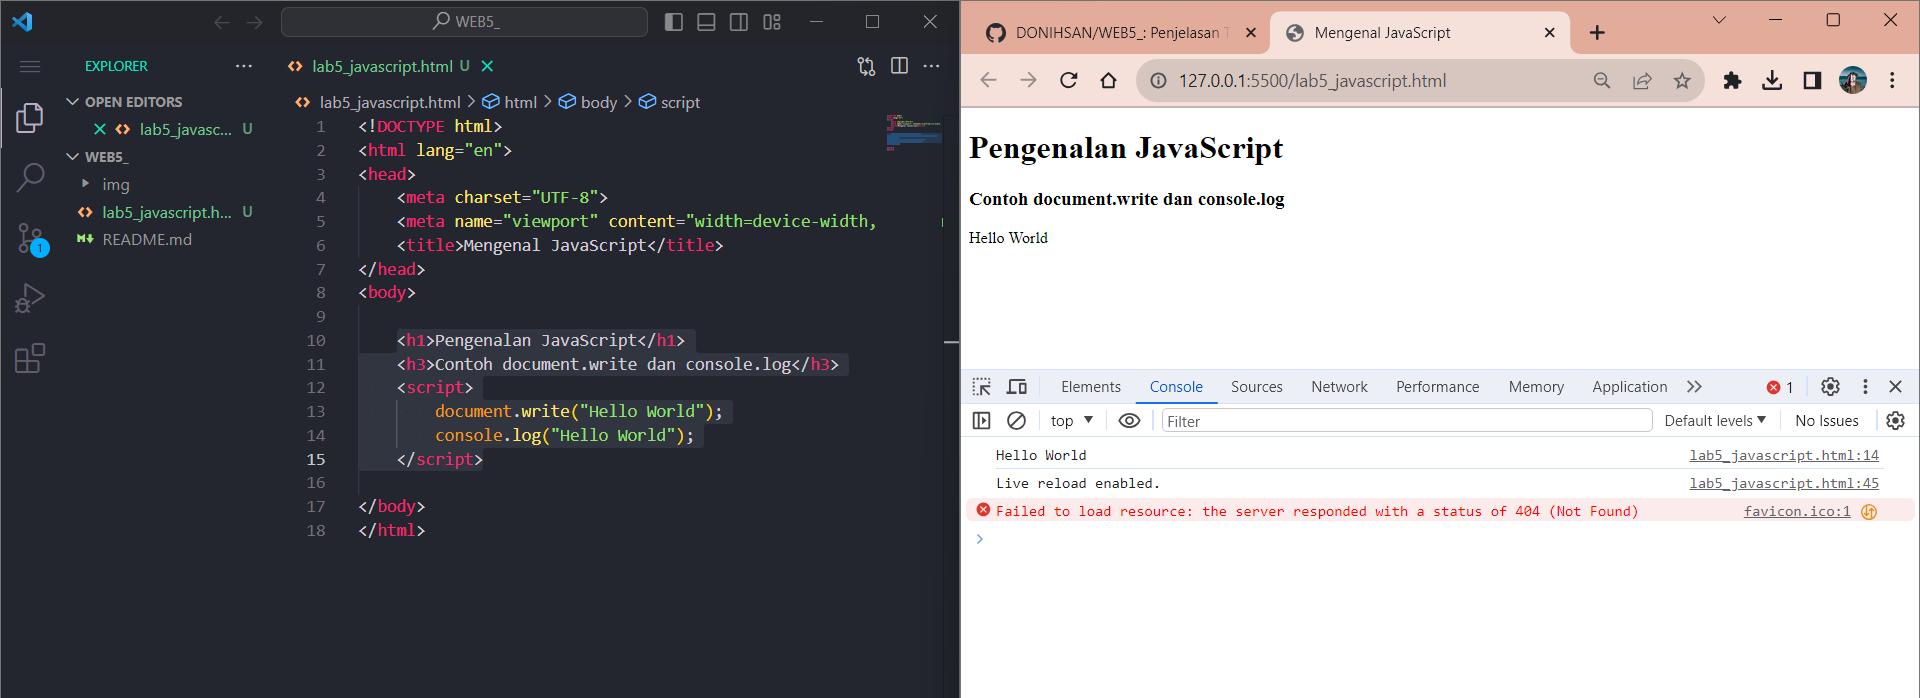 WEB5_
EXPLORER
OPEN EDITORS
lab5_javasc... U
WEB5_
img
lab5_javascript.h... U
README.md
1
lab5_javascript.html U
lab5_javascript.html > html > body > script
1 <!DOCTYPE html>
2 <html lang="en">
3 <head>
4 <meta charset="UTF-8">
5 <meta name="viewport" content="width=device-width,
6 <title>Mengenal JavaScript</title>
7 </head>
8 <body>
9
10 <h1>Pengenalan JavaScript</h1>
11 <h3>Contoh document.write dan console.log</h3>
12 <script>
13 document.write("Hello World");
14 console.log("Hello World");
15 </script>
16
17 </body>
18 </html>
DONIHSAN/WEB5_: Penjelasan T
Mengenal JavaScript
127.0.0.1:5500/lab5_javascript.html
Pengenalan JavaScript
Contoh document.write dan console.log
Hello World
Elements Console Sources Network Performance Memory Application 1
top Filter Default levels No Issues
Hello World lab5_javascript.html:14
Live reload enabled. lab5_javascript.html:45
Failed to load resource: the server responded with a status of 404 (Not Found) favicon.ico:1